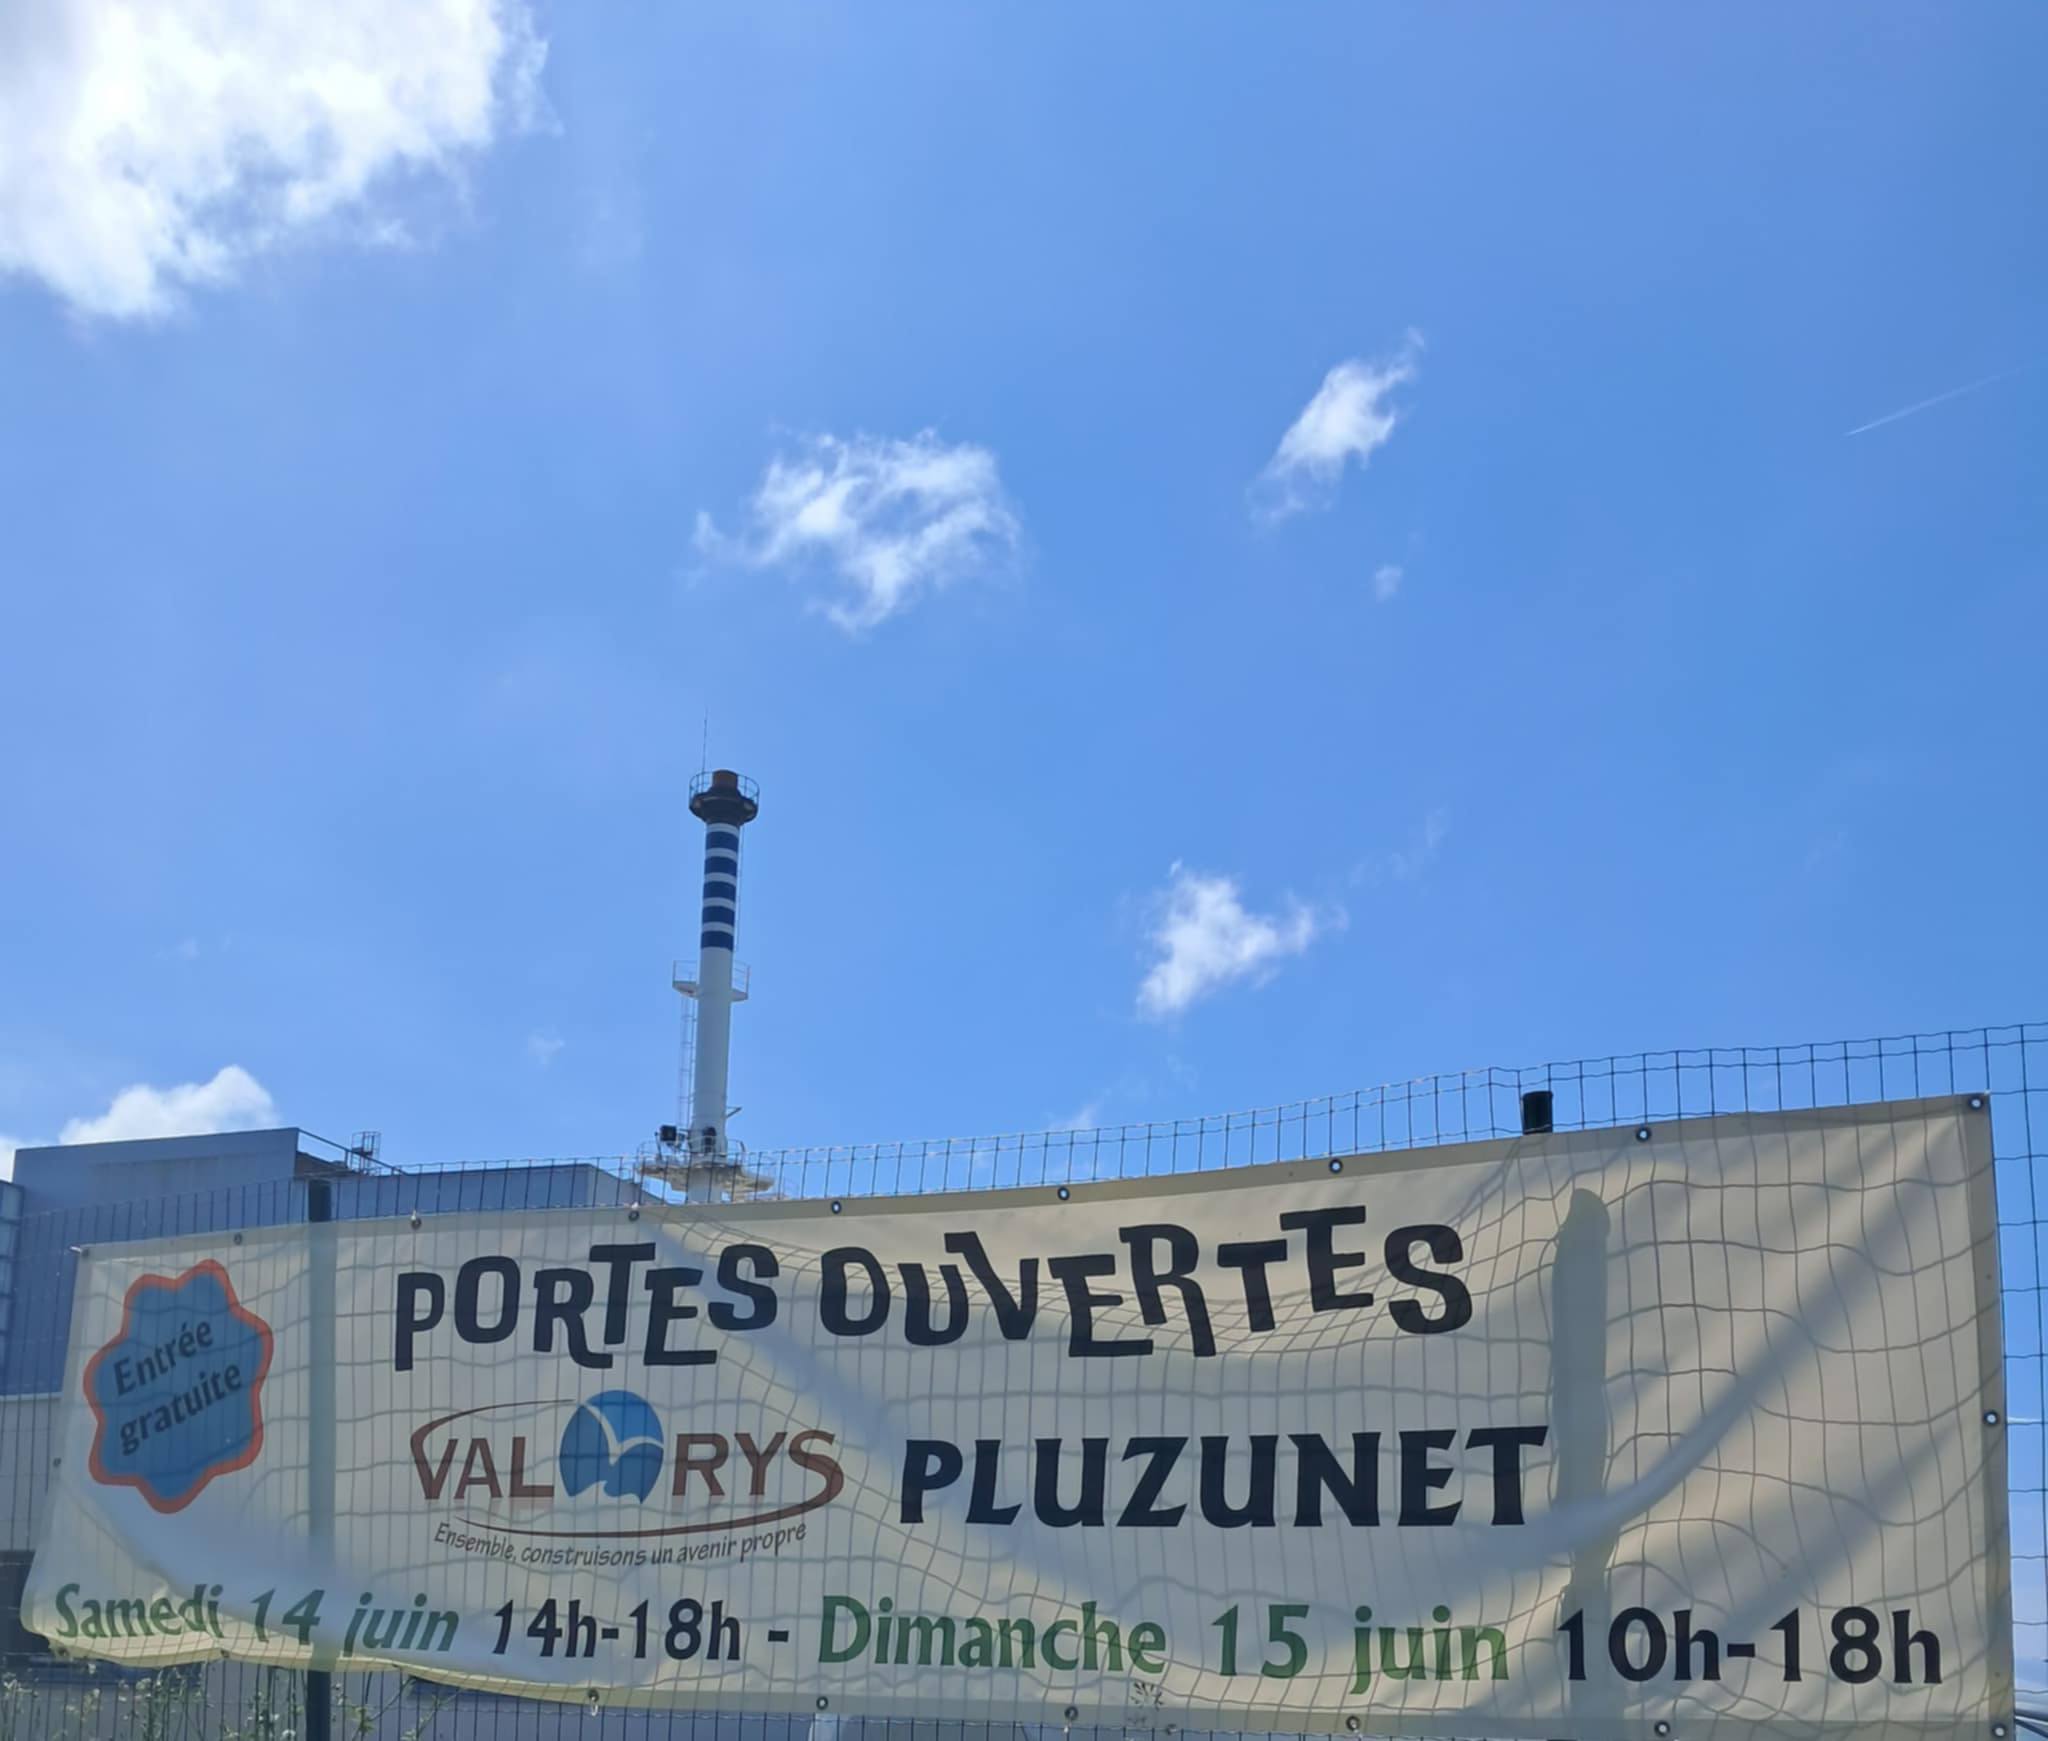 PORTES OUVERTES
Entrée
gratuite
VALORYS
Ensemble, construisons un avenir propre
PLUZUNET
Samedi 14 juin 14h-18h - Dimanche 15 juin 10h-18h